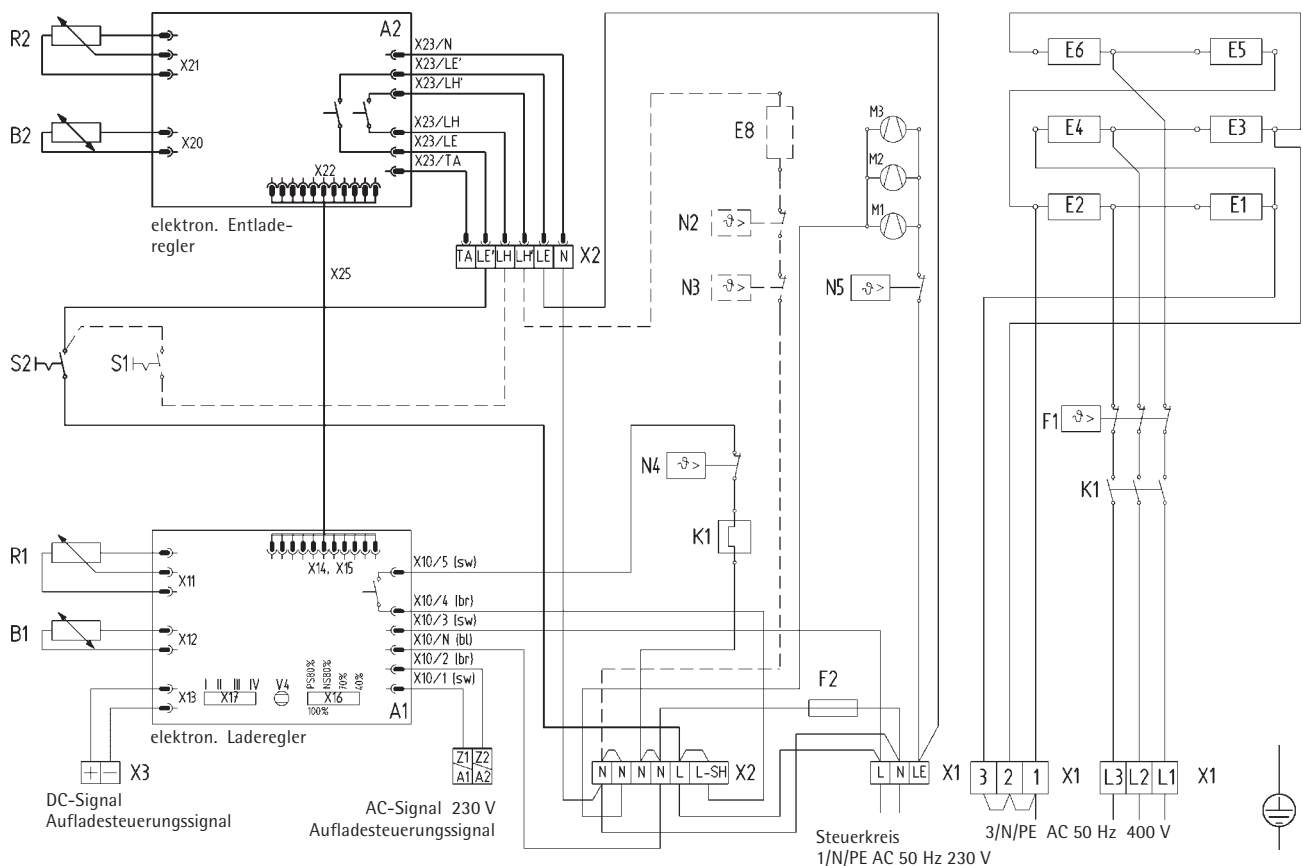 R2
B2
X21
X20
A2
X22
X23/N
X23/LE'
X23/LH'
X23/LH
X23/LE
X23/TA
elektron. Entlade-
regler
TA LE' LH LH' LE N X2
X25
E8
N2 ϑ>
N3 ϑ>
M3
M2
M1
N5 ϑ>
E6 E5
E4 E3
E2 E1
S2
S1
F1 ϑ>
K1
N4 ϑ>
K1
R1
B1
X11
X12
X13
X14, X15
X10/5 (sw)
X10/4 (br)
X10/3 (sw)
X10/N (bl)
X10/2 (br)
X10/1 (sw)
I II III IV
X17
V4
PS80%
NS80%
70%
40%
X16
100%
A1
elektron. Laderegler
F2
+ − X3
DC-Signal
Aufladesteuerungssignal
Z1 Z2
A1 A2
AC-Signal 230 V
Aufladesteuerungssignal
N N N N L L-SH X2
L N LE X1
Steuerkreis
1/N/PE AC 50 Hz 230 V
3 2 1 X1
L3 L2 L1 X1
3/N/PE AC 50 Hz 400 V